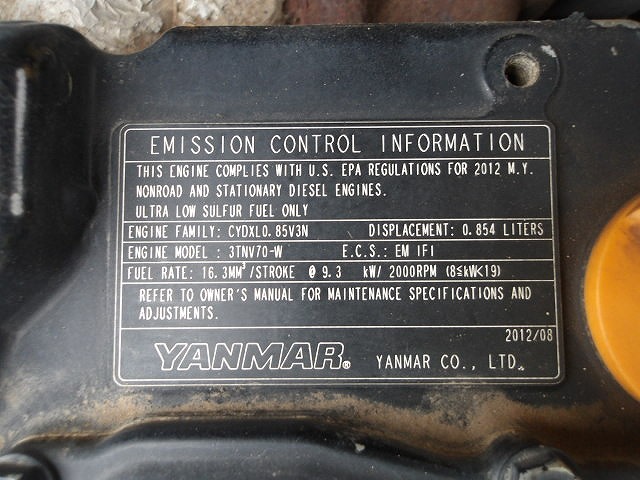 EMISSION CONTROL INFORMATION
THIS ENGINE COMPLIES WITH U.S. EPA REGULATIONS FOR 2012 M.Y.
NONROAD AND STATIONARY DIESEL ENGINES.
ULTRA LOW SULFUR FUEL ONLY
ENGINE FAMILY: CYDXL0.85V3N DISPLACEMENT: 0.854 LITERS
ENGINE MODEL : 3TNV70-W E.C.S.: EM IFI
FUEL RATE: 16.3MM³/STROKE @ 9.3 kW/ 2000RPM (8≦kW<19)
REFER TO OWNER'S MANUAL FOR MAINTENANCE SPECIFICATIONS AND
ADJUSTMENTS.
2012/08
YANMAR® YANMAR CO., LTD.